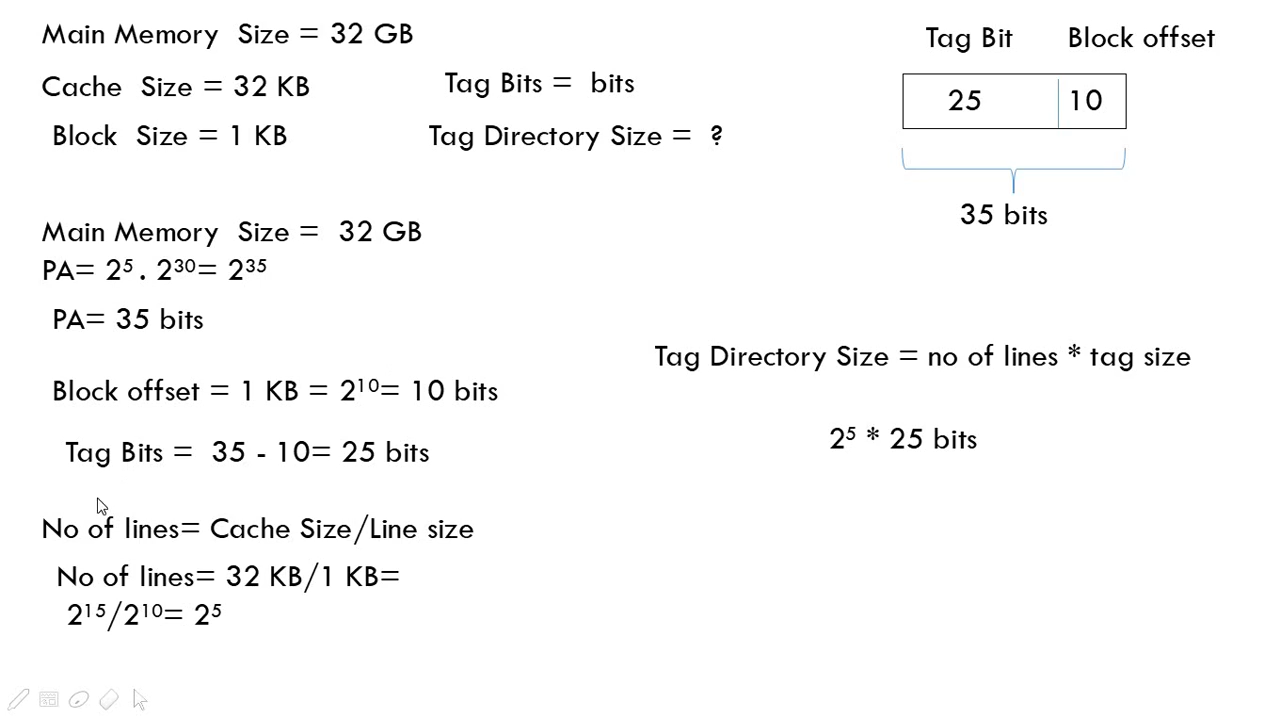 Main Memory Size = 32 GB
Cache Size = 32 KB
Block Size = 1 KB
Tag Bits = bits
Tag Directory Size = ?
Tag Bit Block offset
25 10
35 bits
Main Memory Size = 32 GB
PA= 2⁵ . 2³⁰= 2³⁵
PA= 35 bits
Block offset = 1 KB = 2¹⁰= 10 bits
Tag Bits = 35 - 10= 25 bits
No of lines= Cache Size/Line size
No of lines= 32 KB/1 KB=
2¹⁵/2¹⁰= 2⁵
Tag Directory Size = no of lines * tag size
2⁵ * 25 bits